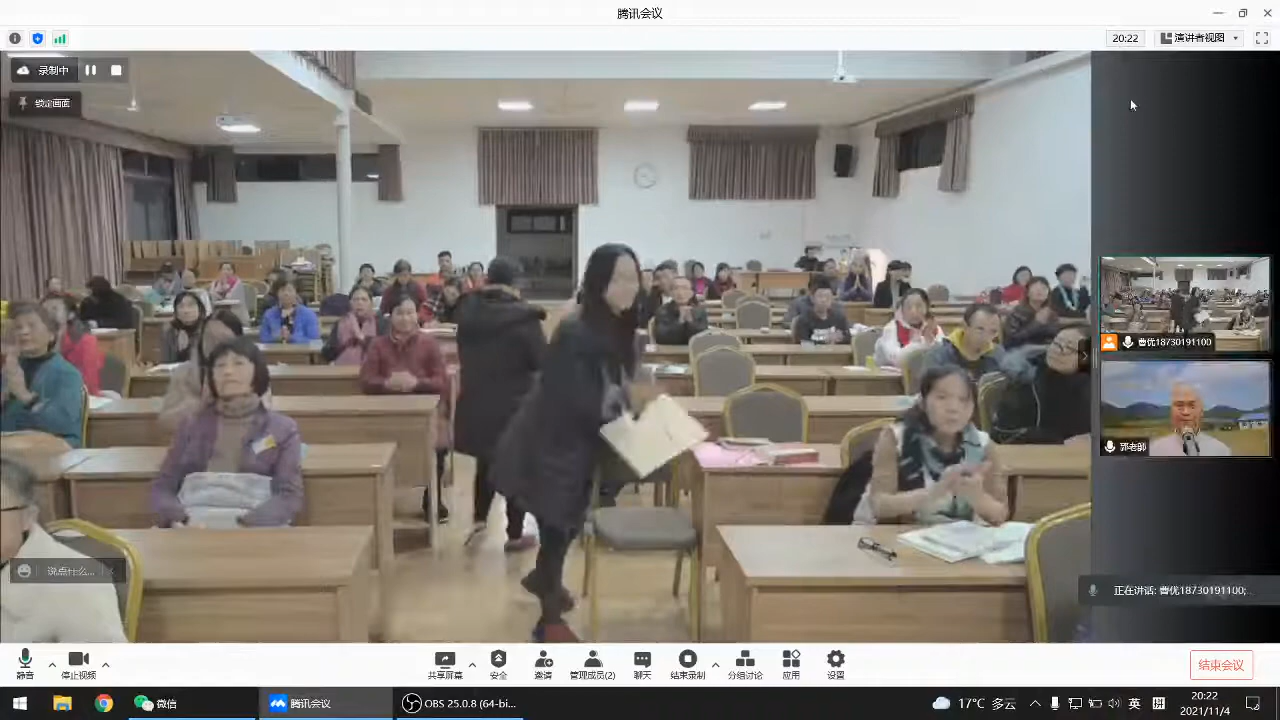 腾讯会议
20:22
演讲者视图
录制中
锁定画面
曹优18730191100
郭老師
说点什么...
正在讲话: 曹优18730191100;..
静音
停止视频
共享屏幕
安全
邀请
管理成员(2)
聊天
结束录制
分组讨论
应用
设置
结束会议
微信
腾讯会议
OBS 25.0.8 (64-bi...
17°C 多云
英
拼
20:22
2021/11/4